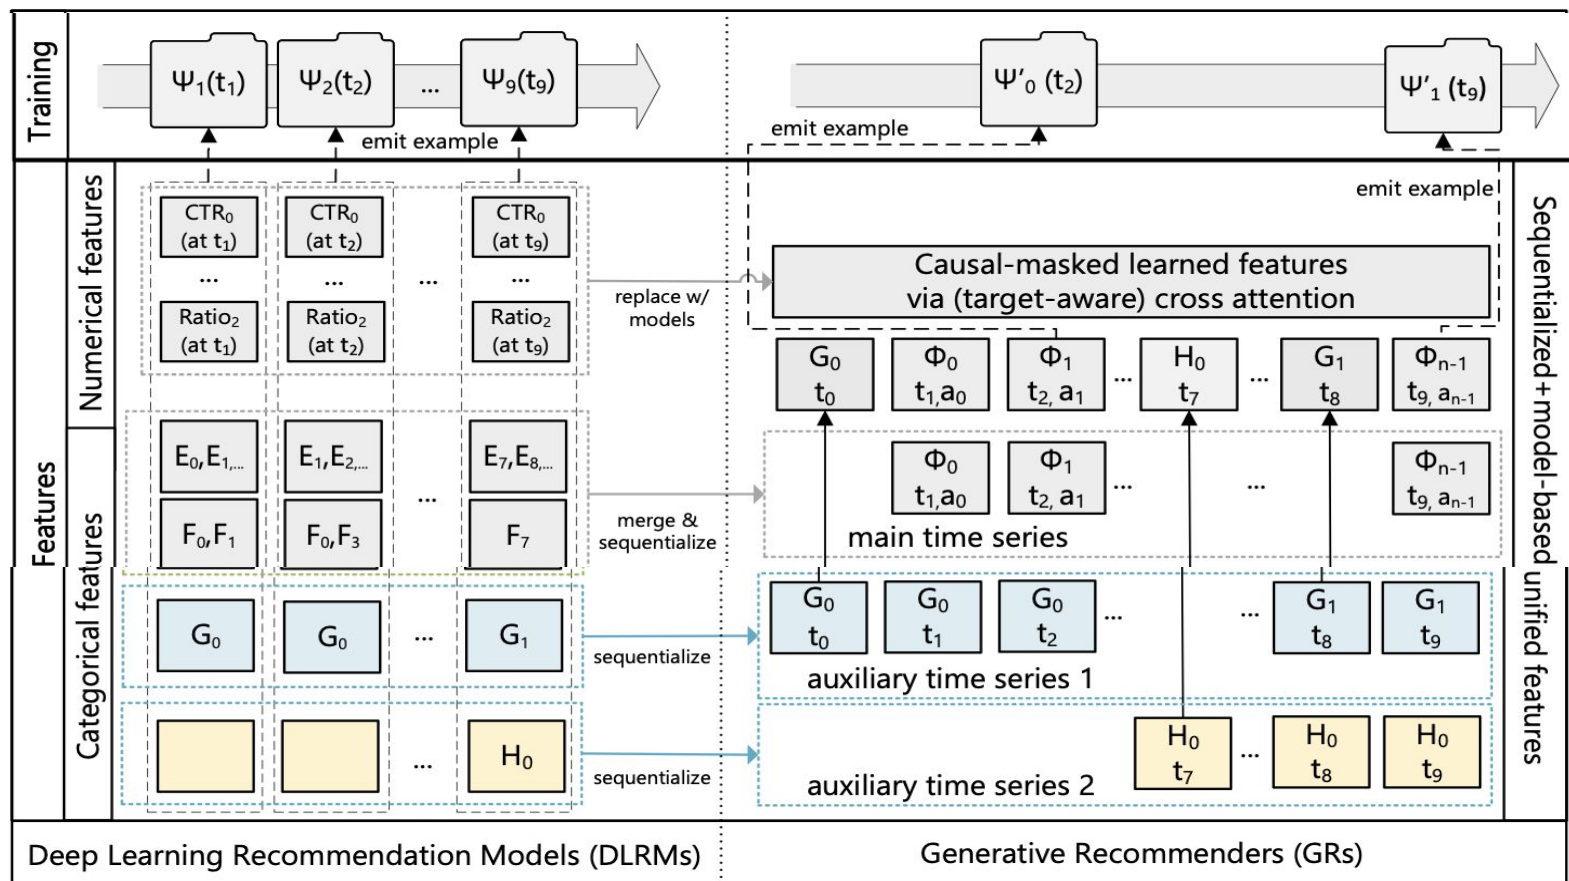 Training
Ψ₁(t₁)
Ψ₂(t₂)
...
Ψ₉(t₉)
emit example
Ψ'₀ (t₂)
Ψ'₁ (t₉)
emit example
emit example
Features
Numerical features
CTR₀
(at t₁)
CTR₀
(at t₂)
CTR₀
(at t₉)
...
...
...
...
Ratio₂
(at t₁)
Ratio₂
(at t₂)
Ratio₂
(at t₉)
replace w/
models
Causal-masked learned features
via (target-aware) cross attention
G₀
t₀
Φ₀
t₁,a₀
Φ₁
t₂, a₁
...
H₀
t₇
...
G₁
t₈
Φₙ₋₁
t₉, aₙ₋₁
Categorical features
E₀,E₁,...
E₁,E₂,...
E₇,E₈,...
...
F₀,F₁
F₀,F₃
F₇
merge &
sequentialize
Φ₀
t₁,a₀
Φ₁
t₂, a₁
...
...
Φₙ₋₁
t₉, aₙ₋₁
main time series
G₀
G₀
...
G₁
sequentialize
G₀
t₀
G₀
t₁
G₀
t₂
...
...
G₁
t₈
G₁
t₉
auxiliary time series 1
...
H₀
sequentialize
H₀
t₇
...
H₀
t₈
H₀
t₉
auxiliary time series 2
Sequentialized+model-based
unified features
Deep Learning Recommendation Models (DLRMs)
Generative Recommenders (GRs)